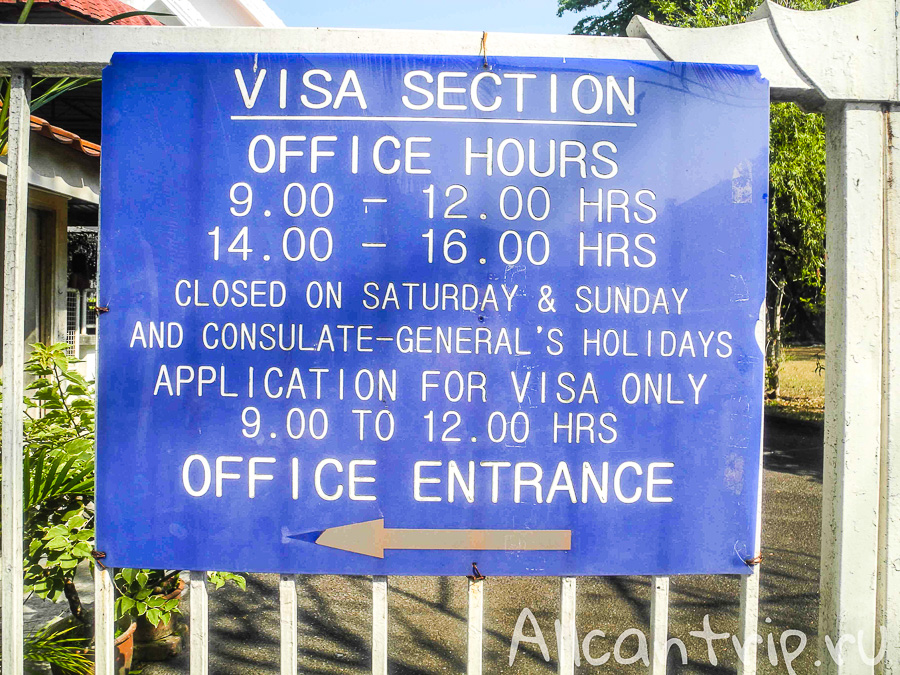 VISA SECTION
OFFICE HOURS
9.00 - 12.00 HRS
14.00 - 16.00 HRS
CLOSED ON SATURDAY & SUNDAY
AND CONSULATE-GENERAL'S HOLIDAYS
APPLICATION FOR VISA ONLY
9.00 TO 12.00 HRS
OFFICE ENTRANCE
Allcantrip.ru